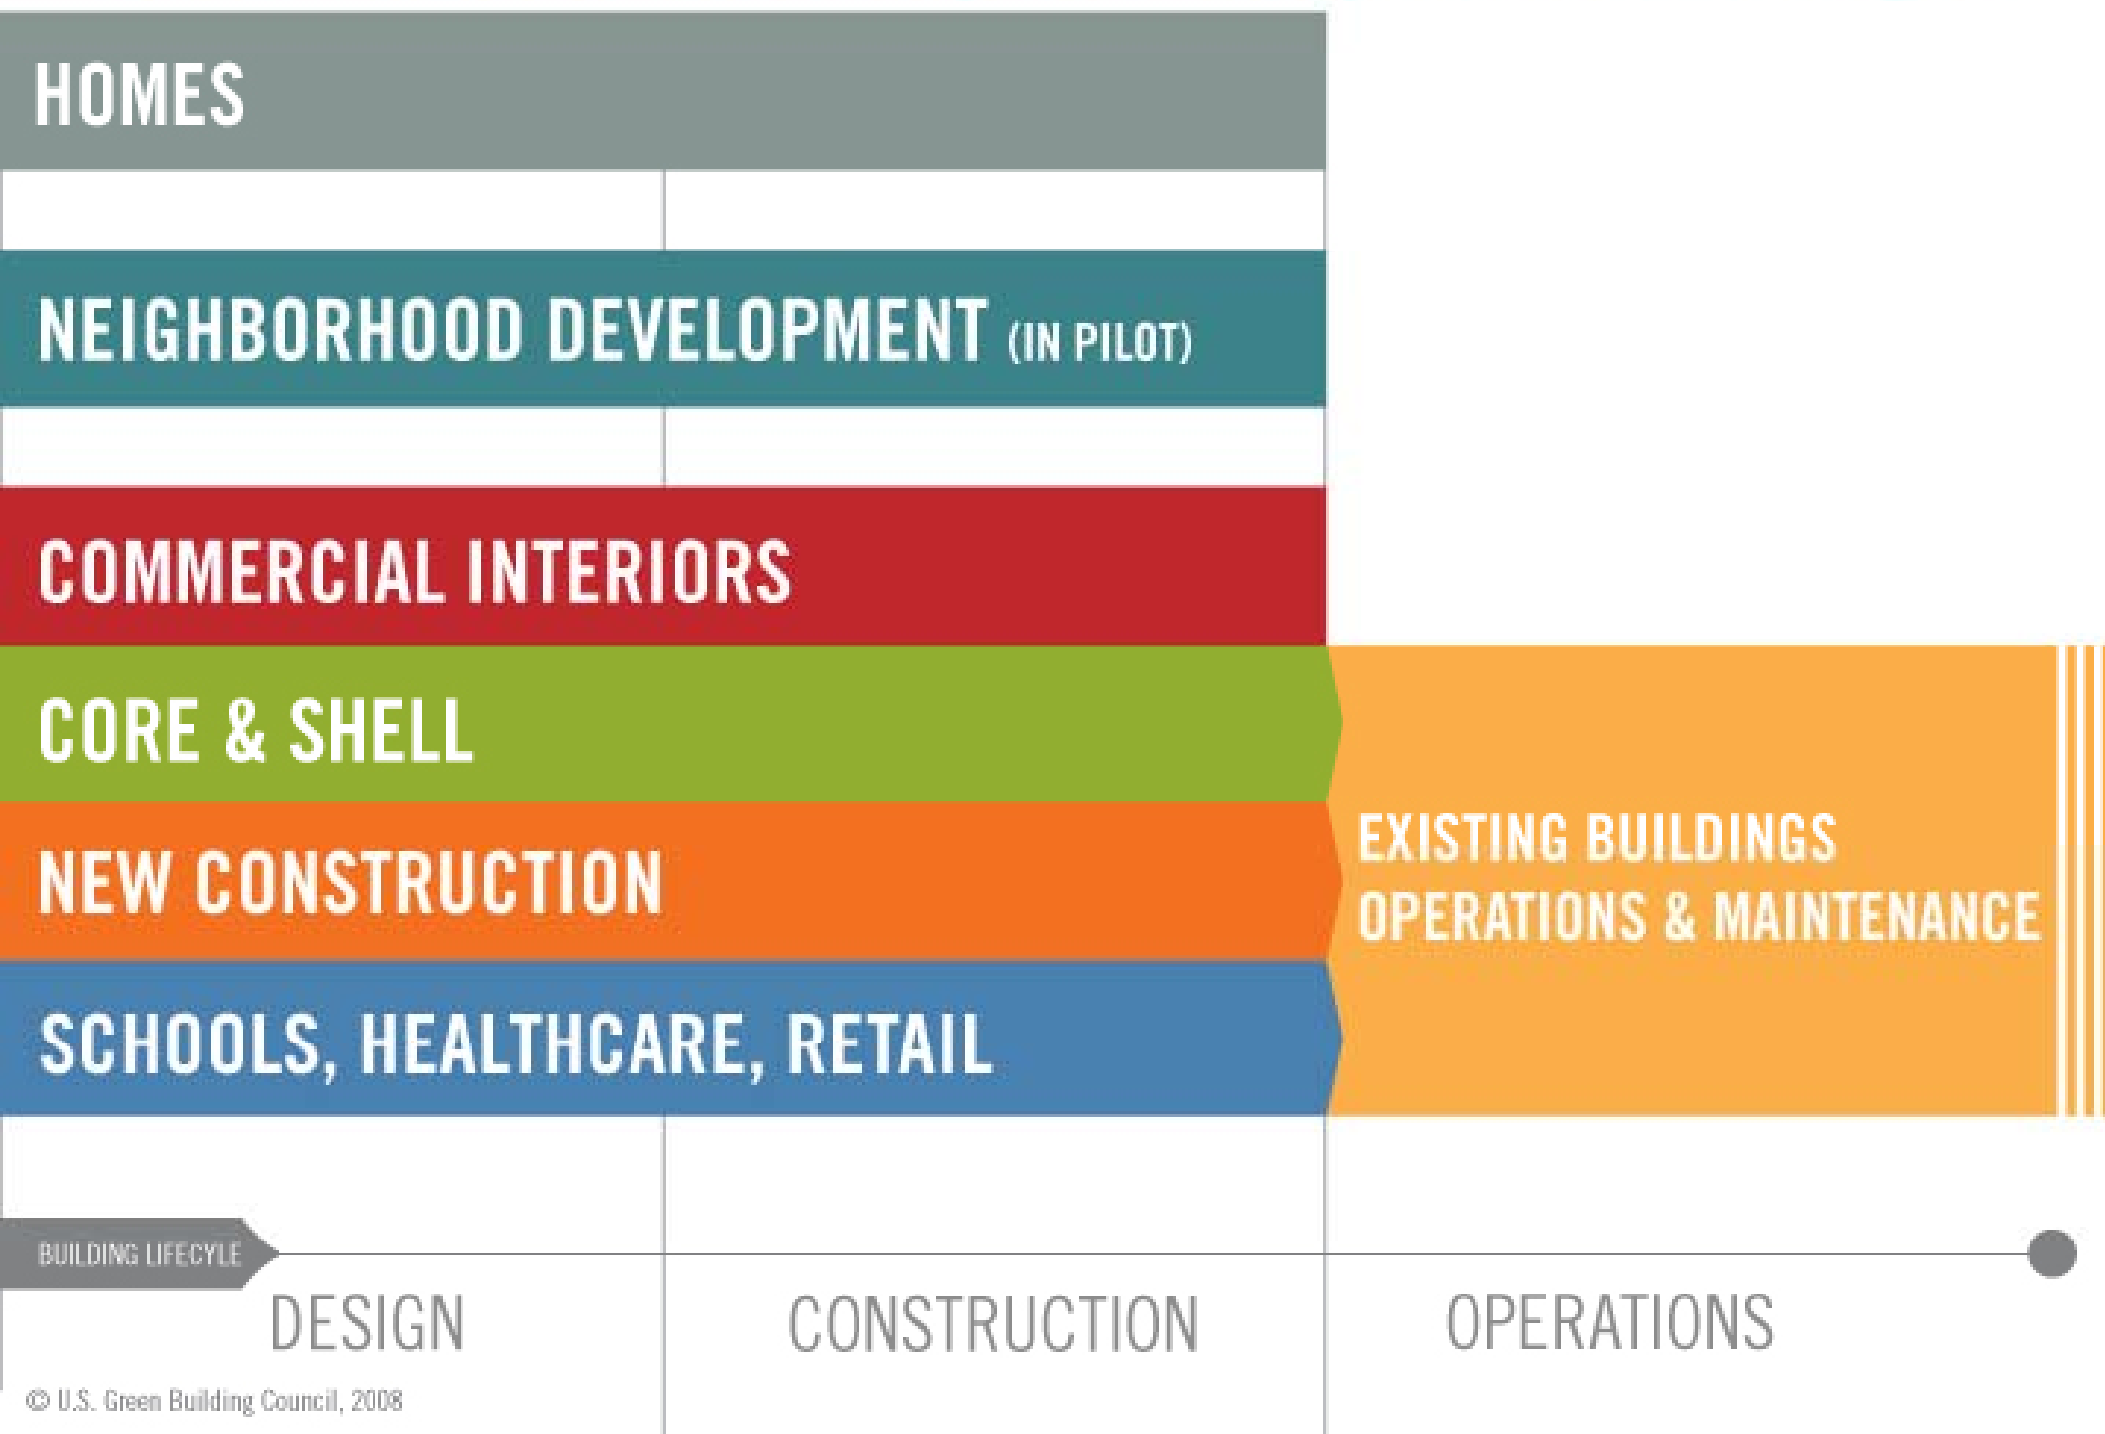 HOMES
NEIGHBORHOOD DEVELOPMENT (IN PILOT)
COMMERCIAL INTERIORS
CORE & SHELL
NEW CONSTRUCTION
SCHOOLS, HEALTHCARE, RETAIL
EXISTING BUILDINGS
OPERATIONS & MAINTENANCE
BUILDING LIFECYLE
DESIGN
CONSTRUCTION
OPERATIONS
© U.S. Green Building Council, 2008